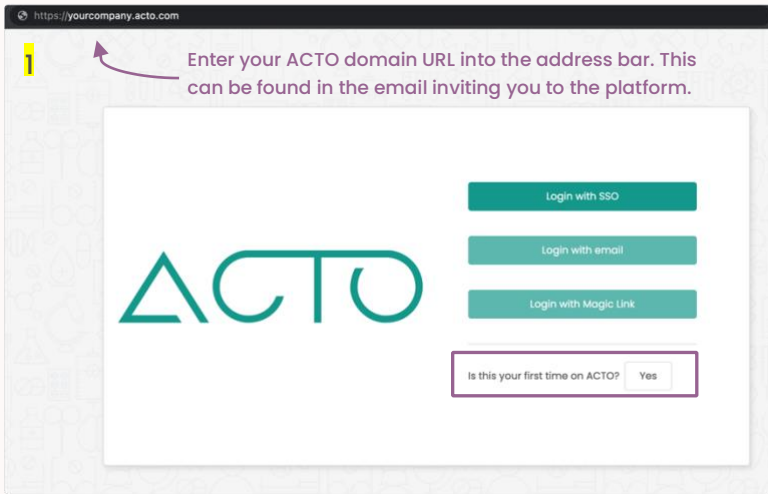 https://yourcompany.acto.com
1
Enter your ACTO domain URL into the address bar. This
can be found in the email inviting you to the platform.
Login with SSO
Login with email
ACTO
Login with Magic Link
Is this your first time on ACTO? Yes